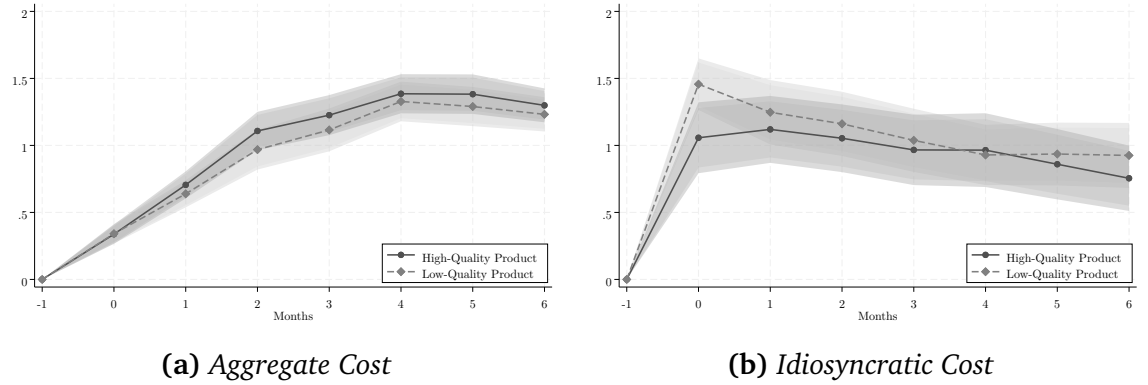 2
1.5
1
.5
0
-1 0 1 2 3 4 5 6
Months
High-Quality Product
Low-Quality Product
(a) Aggregate Cost
2
1.5
1
.5
0
-1 0 1 2 3 4 5 6
Months
High-Quality Product
Low-Quality Product
(b) Idiosyncratic Cost